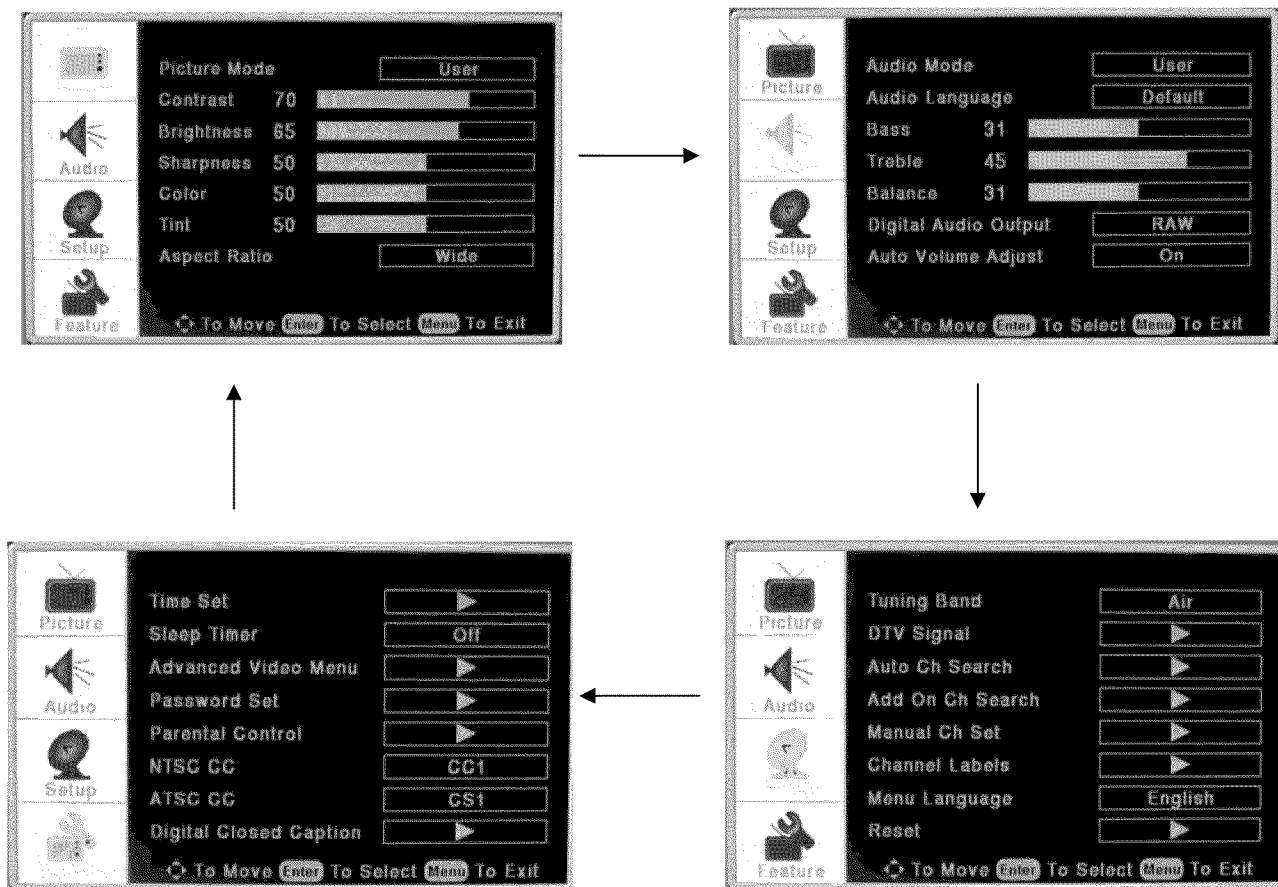 Picture Mode User
Contrast 70
Brightness 65
Sharpness 50
Color 50
Tint 50
Aspect Ratio Wide
Audio
Setup
Feature
To Move Enter To Select Menu To Exit
Picture
Setup
Feature
Audio Mode User
Audio Language Default
Bass 31
Treble 45
Balance 31
Digital Audio Output RAW
Auto Volume Adjust On
To Move Enter To Select Menu To Exit
Picture
Audio
Setup
Time Set
Sleep Timer Off
Advanced Video Menu
Password Set
Parental Control
NTSC CC CC1
ATSC CC CS1
Digital Closed Caption
To Move Enter To Select Menu To Exit
Picture
Audio
Feature
Tuning Band Air
DTV Signal
Auto Ch Search
Add On Ch Search
Manual Ch Set
Channel Labels
Menu Language English
Reset
To Move Enter To Select Menu To Exit